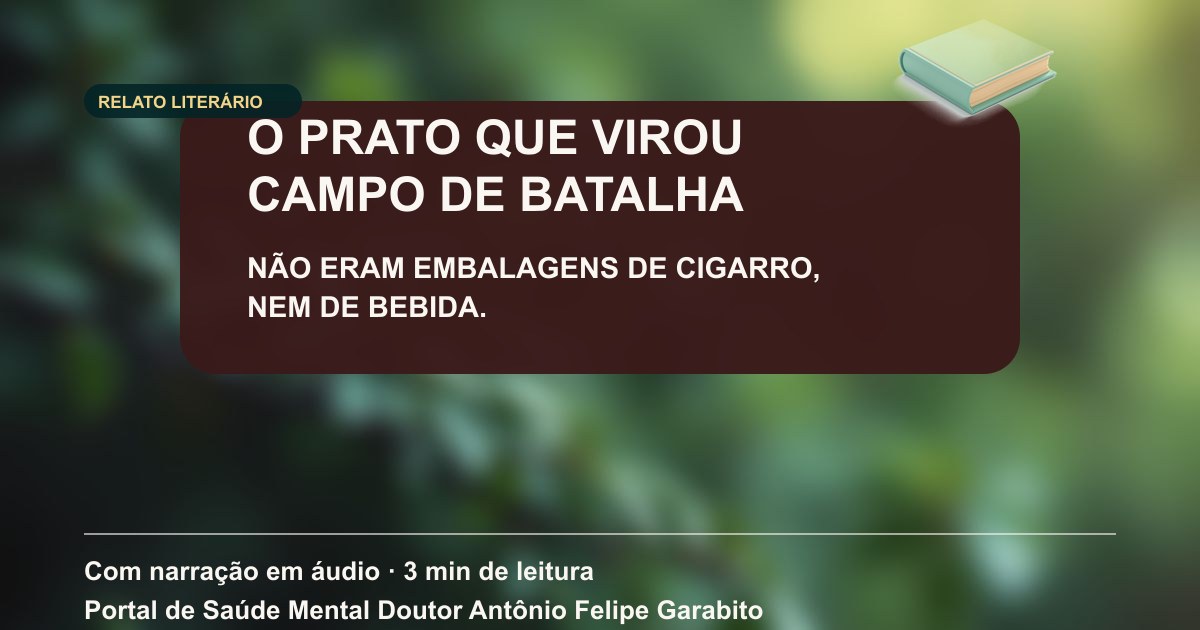 RELATO LITERÁRIO
O PRATO QUE VIROU
CAMPO DE BATALHA
NÃO ERAM EMBALAGENS DE CIGARRO,
NEM DE BEBIDA.
Com narração em áudio · 3 min de leitura
Portal de Saúde Mental Doutor Antônio Felipe Garabito